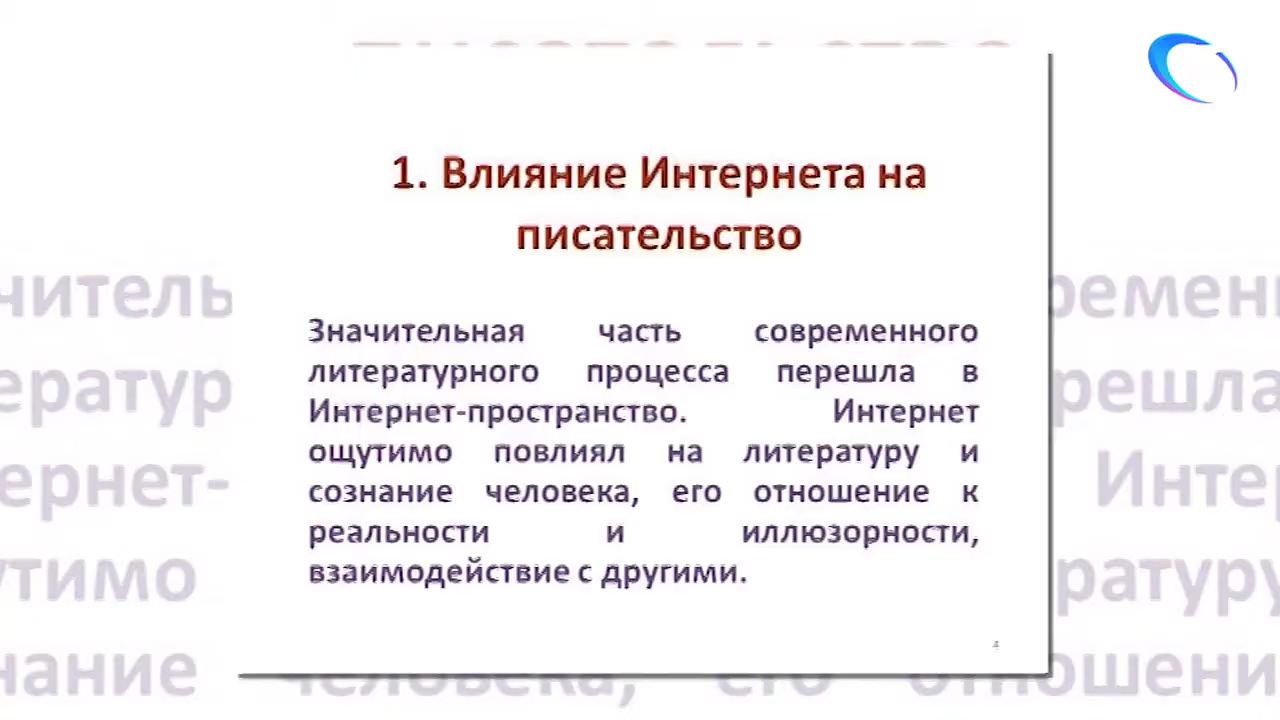 1. Влияние Интернета на
писательство
Значительная часть современного
литературного процесса перешла в
Интернет-пространство. Интернет
ощутимо повлиял на литературу и
сознание человека, его отношение к
реальности и иллюзорности,
взаимодействие с другими.
4